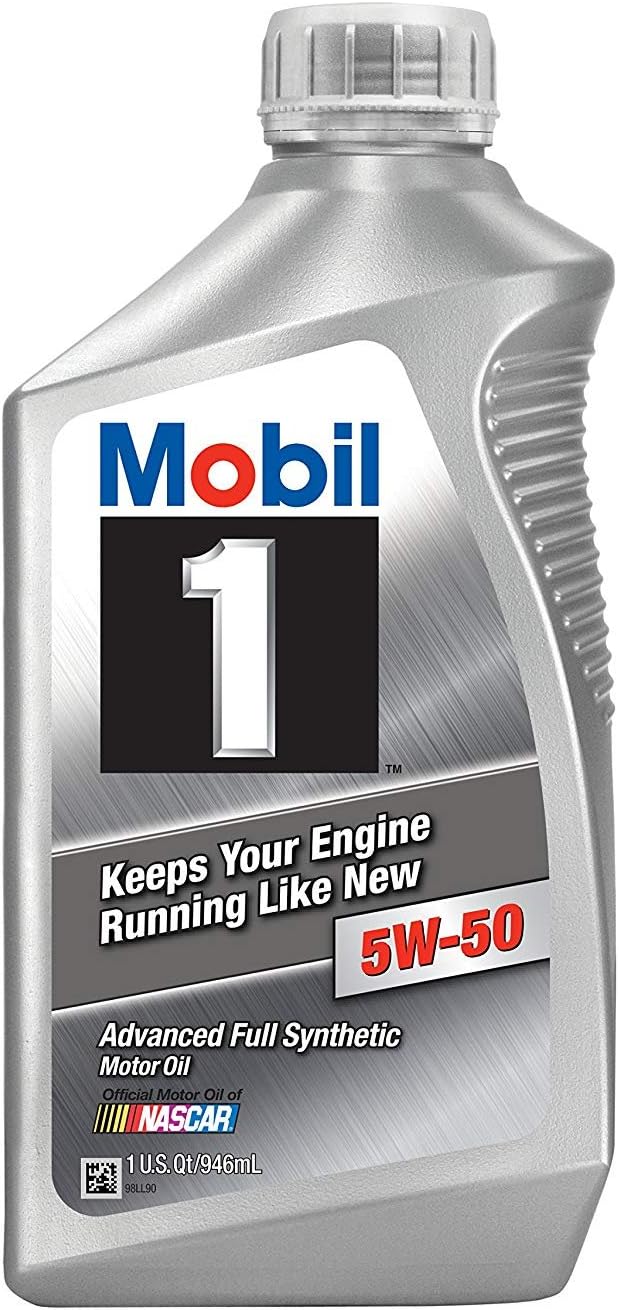 Mobil
1
™
Keeps Your Engine
Running Like New
5W-50
Advanced Full Synthetic
Motor Oil
Official Motor Oil of
NASCAR.
1 U.S. Qt/946mL
98LL90